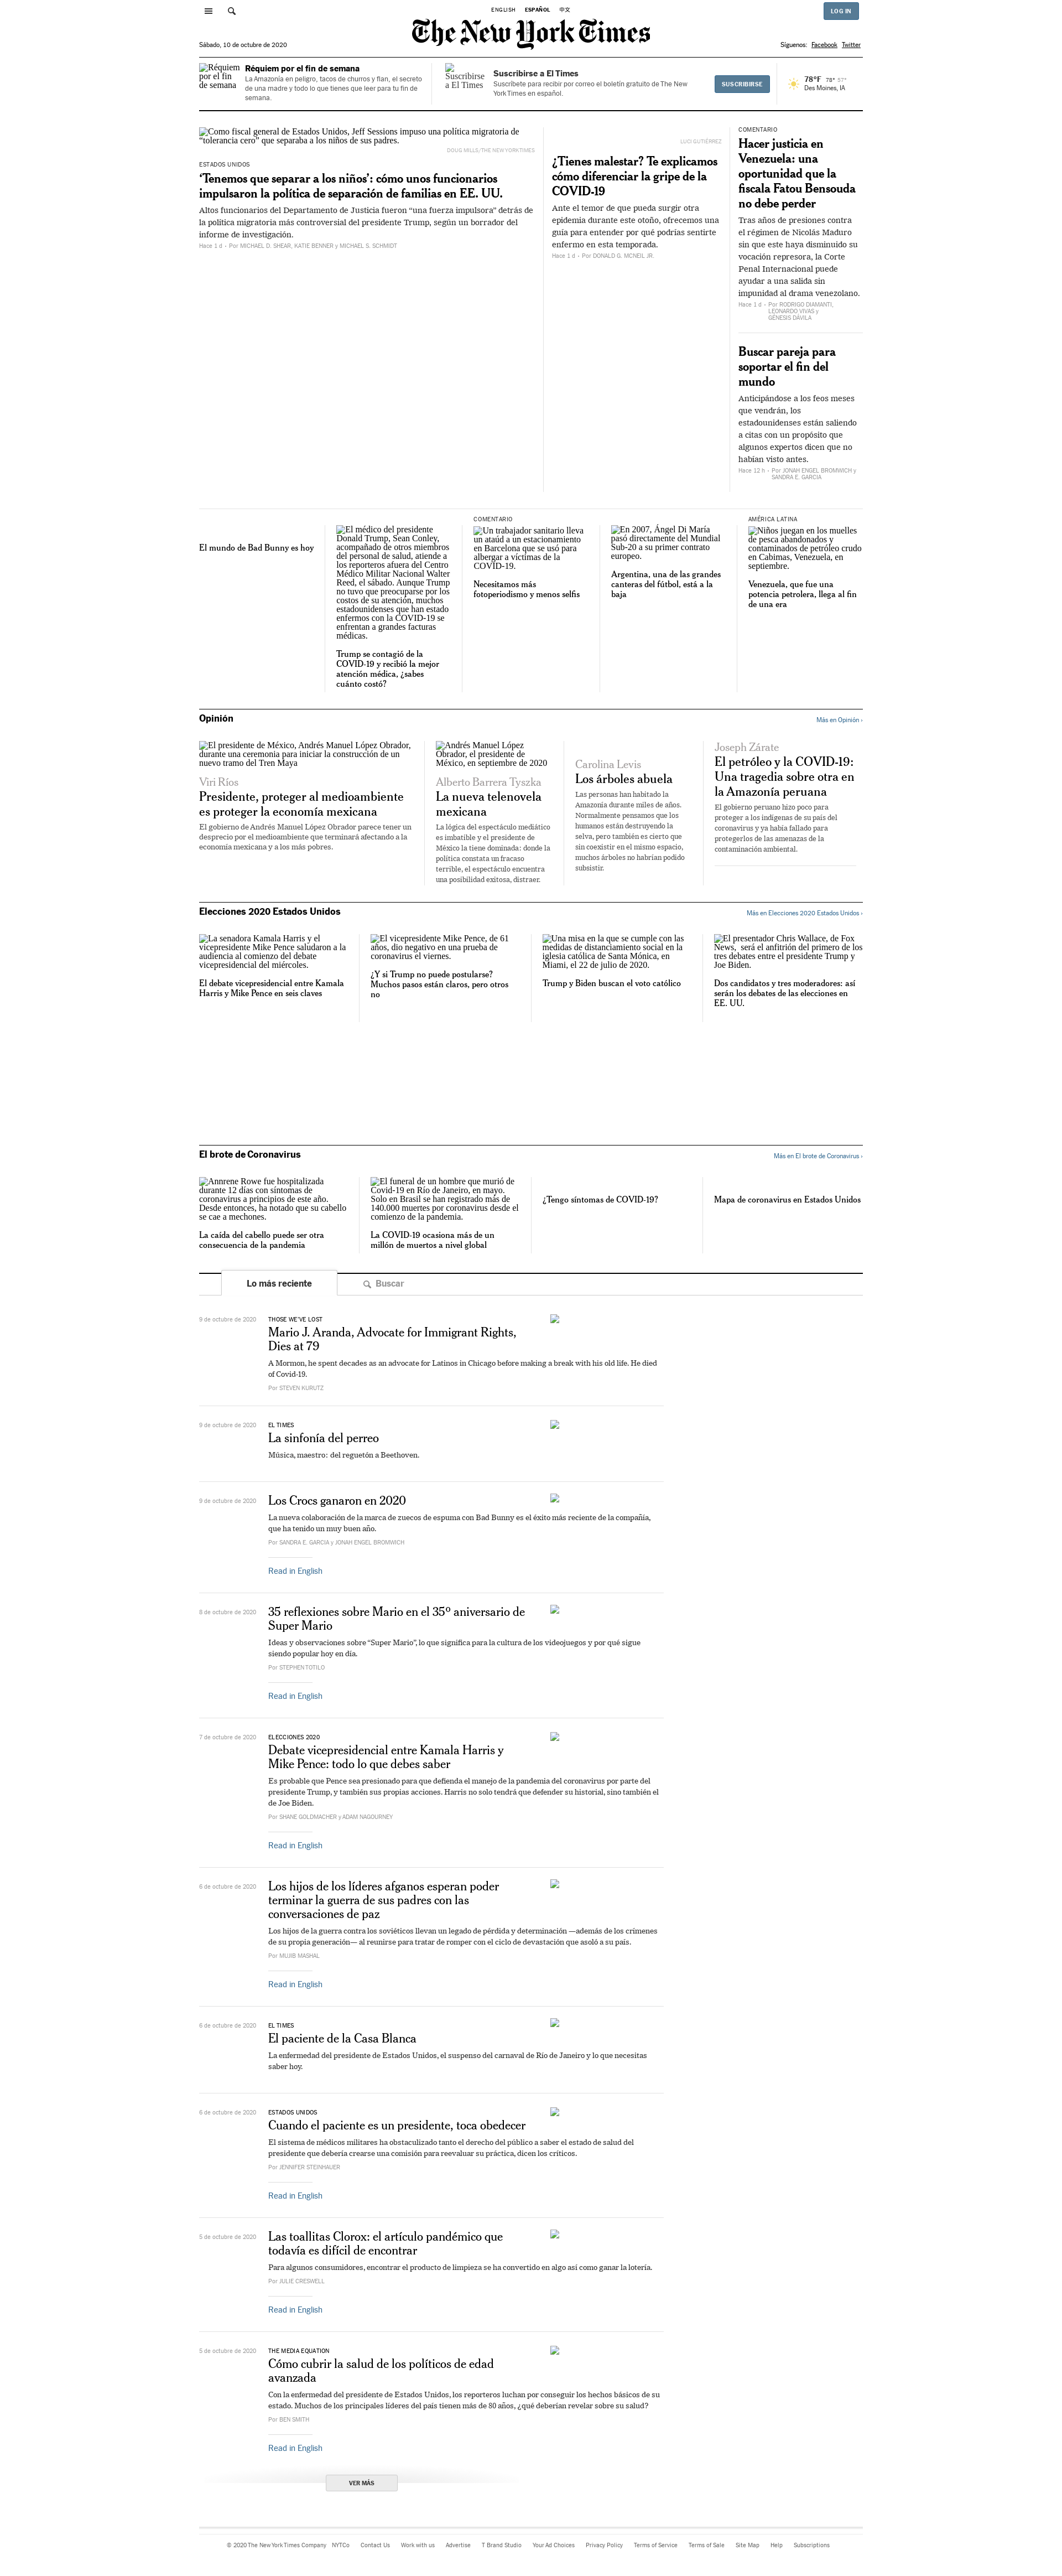 ENGLISH ESPAÑOL 中文
LOG IN
The New York Times
Sábado, 10 de octubre de 2020
Síguenos: Facebook Twitter
Réquiem
por el fin
de semana
Réquiem por el fin de semana
La Amazonía en peligro, tacos de churros y flan, el secreto
de una madre y todo lo que tienes que leer para tu fin de
semana.
Suscribirse
a El Times
Suscribirse a El Times
Suscríbete para recibir por correo el boletín gratuito de The New
York Times en español.
SUSCRIBIRSE
78°F 78° 57°
Des Moines, IA
Como fiscal general de Estados Unidos, Jeff Sessions impuso una política migratoria de
“tolerancia cero” que separaba a los niños de sus padres.
DOUG MILLS/THE NEW YORK TIMES
ESTADOS UNIDOS
‘Tenemos que separar a los niños’: cómo unos funcionarios
impulsaron la política de separación de familias en EE. UU.
Altos funcionarios del Departamento de Justicia fueron “una fuerza impulsora” detrás de
la política migratoria más controversial del presidente Trump, según un borrador del
informe de investigación.
Hace 1 d - Por MICHAEL D. SHEAR, KATIE BENNER y MICHAEL S. SCHMIDT
LUCI GUTIÉRREZ
¿Tienes malestar? Te explicamos
cómo diferenciar la gripe de la
COVID-19
Ante el temor de que pueda surgir otra
epidemia durante este otoño, ofrecemos una
guía para entender por qué podrías sentirte
enfermo en esta temporada.
Hace 1 d - Por DONALD G. MCNEIL JR.
COMENTARIO
Hacer justicia en
Venezuela: una
oportunidad que la
fiscala Fatou Bensouda
no debe perder
Tras años de presiones contra
el régimen de Nicolás Maduro
sin que este haya disminuido su
vocación represora, la Corte
Penal Internacional puede
ayudar a una salida sin
impunidad al drama venezolano.
Hace 1 d - Por RODRIGO DIAMANTI,
LEONARDO VIVAS y
GÉNESIS DÁVILA
Buscar pareja para
soportar el fin del
mundo
Anticipándose a los feos meses
que vendrán, los
estadounidenses están saliendo
a citas con un propósito que
algunos expertos dicen que no
habían visto antes.
Hace 12 h - Por JONAH ENGEL BROMWICH y
SANDRA E. GARCIA
El mundo de Bad Bunny es hoy
El médico del presidente
Donald Trump, Sean Conley,
acompañado de otros miembros
del personal de salud, atiende a
los reporteros afuera del Centro
Médico Militar Nacional Walter
Reed, el sábado. Aunque Trump
no tuvo que preocuparse por los
costos de su atención, muchos
estadounidenses que han estado
enfermos con la COVID-19 se
enfrentan a grandes facturas
médicas.
Trump se contagió de la
COVID-19 y recibió la mejor
atención médica, ¿sabes
cuánto costó?
COMENTARIO
Un trabajador sanitario lleva
un ataúd a un estacionamiento
en Barcelona que se usó para
albergar a víctimas de la
COVID-19.
Necesitamos más
fotoperiodismo y menos selfis
En 2007, Ángel Di María
pasó directamente del Mundial
Sub-20 a su primer contrato
europeo.
Argentina, una de las grandes
canteras del fútbol, está a la
baja
AMÉRICA LATINA
Niños juegan en los muelles
de pesca abandonados y
contaminados de petróleo crudo
en Cabimas, Venezuela, en
septiembre.
Venezuela, que fue una
potencia petrolera, llega al fin
de una era
Opinión
Más en Opinión ›
El presidente de México, Andrés Manuel López Obrador,
durante una ceremonia para iniciar la construcción de un
nuevo tramo del Tren Maya
Viri Ríos
Presidente, proteger al medioambiente
es proteger la economía mexicana
El gobierno de Andrés Manuel López Obrador parece tener un
desprecio por el medioambiente que terminará afectando a la
economía mexicana y a los más pobres.
Andrés Manuel López
Obrador, el presidente de
México, en septiembre de 2020
Alberto Barrera Tyszka
La nueva telenovela
mexicana
La lógica del espectáculo mediático
es imbatible y el presidente de
México la tiene dominada: donde la
política constata un fracaso
terrible, el espectáculo encuentra
una posibilidad exitosa, distraer.
Carolina Levis
Los árboles abuela
Las personas han habitado la
Amazonía durante miles de años.
Normalmente pensamos que los
humanos están destruyendo la
selva, pero también es cierto que
sin coexistir en el mismo espacio,
muchos árboles no habrían podido
subsistir.
Joseph Zárate
El petróleo y la COVID-19:
Una tragedia sobre otra en
la Amazonía peruana
El gobierno peruano hizo poco para
proteger a los indígenas de su país del
coronavirus y ya había fallado para
protegerlos de las amenazas de la
contaminación ambiental.
Elecciones 2020 Estados Unidos
Más en Elecciones 2020 Estados Unidos ›
La senadora Kamala Harris y el
vicepresidente Mike Pence saludaron a la
audiencia al comienzo del debate
vicepresidencial del miércoles.
El debate vicepresidencial entre Kamala
Harris y Mike Pence en seis claves
El vicepresidente Mike Pence, de 61
años, dio negativo en una prueba de
coronavirus el viernes.
¿Y si Trump no puede postularse?
Muchos pasos están claros, pero otros
no
Una misa en la que se cumple con las
medidas de distanciamiento social en la
iglesia católica de Santa Mónica, en
Miami, el 22 de julio de 2020.
Trump y Biden buscan el voto católico
El presentador Chris Wallace, de Fox
News, será el anfitrión del primero de los
tres debates entre el presidente Trump y
Joe Biden.
Dos candidatos y tres moderadores: así
serán los debates de las elecciones en
EE. UU.
El brote de Coronavirus
Más en El brote de Coronavirus ›
Annrene Rowe fue hospitalizada
durante 12 días con síntomas de
coronavirus a principios de este año.
Desde entonces, ha notado que su cabello
se cae a mechones.
La caída del cabello puede ser otra
consecuencia de la pandemia
El funeral de un hombre que murió de
Covid-19 en Río de Janeiro, en mayo.
Solo en Brasil se han registrado más de
140.000 muertes por coronavirus desde el
comienzo de la pandemia.
La COVID-19 ocasiona más de un
millón de muertos a nivel global
¿Tengo síntomas de COVID-19?
Mapa de coronavirus en Estados Unidos
Lo más reciente
Buscar
9 de octubre de 2020
THOSE WE'VE LOST
Mario J. Aranda, Advocate for Immigrant Rights,
Dies at 79
A Mormon, he spent decades as an advocate for Latinos in Chicago before making a break with his old life. He died
of Covid-19.
Por STEVEN KURUTZ
9 de octubre de 2020
EL TIMES
La sinfonía del perreo
Música, maestro: del reguetón a Beethoven.
9 de octubre de 2020
Los Crocs ganaron en 2020
La nueva colaboración de la marca de zuecos de espuma con Bad Bunny es el éxito más reciente de la compañía,
que ha tenido un muy buen año.
Por SANDRA E. GARCIA y JONAH ENGEL BROMWICH
Read in English
8 de octubre de 2020
35 reflexiones sobre Mario en el 35º aniversario de
Super Mario
Ideas y observaciones sobre “Super Mario”, lo que significa para la cultura de los videojuegos y por qué sigue
siendo popular hoy en día.
Por STEPHEN TOTILO
Read in English
7 de octubre de 2020
ELECCIONES 2020
Debate vicepresidencial entre Kamala Harris y
Mike Pence: todo lo que debes saber
Es probable que Pence sea presionado para que defienda el manejo de la pandemia del coronavirus por parte del
presidente Trump, y también sus propias acciones. Harris no solo tendrá que defender su historial, sino también el
de Joe Biden.
Por SHANE GOLDMACHER y ADAM NAGOURNEY
Read in English
6 de octubre de 2020
Los hijos de los líderes afganos esperan poder
terminar la guerra de sus padres con las
conversaciones de paz
Los hijos de la guerra contra los soviéticos llevan un legado de pérdida y determinación —además de los crímenes
de su propia generación— al reunirse para tratar de romper con el ciclo de devastación que asoló a su país.
Por MUJIB MASHAL
Read in English
6 de octubre de 2020
EL TIMES
El paciente de la Casa Blanca
La enfermedad del presidente de Estados Unidos, el suspenso del carnaval de Río de Janeiro y lo que necesitas
saber hoy.
6 de octubre de 2020
ESTADOS UNIDOS
Cuando el paciente es un presidente, toca obedecer
El sistema de médicos militares ha obstaculizado tanto el derecho del público a saber el estado de salud del
presidente que debería crearse una comisión para reevaluar su práctica, dicen los críticos.
Por JENNIFER STEINHAUER
Read in English
5 de octubre de 2020
Las toallitas Clorox: el artículo pandémico que
todavía es difícil de encontrar
Para algunos consumidores, encontrar el producto de limpieza se ha convertido en algo así como ganar la lotería.
Por JULIE CRESWELL
Read in English
5 de octubre de 2020
THE MEDIA EQUATION
Cómo cubrir la salud de los políticos de edad
avanzada
Con la enfermedad del presidente de Estados Unidos, los reporteros luchan por conseguir los hechos básicos de su
estado. Muchos de los principales líderes del país tienen más de 80 años, ¿qué deberían revelar sobre su salud?
Por BEN SMITH
Read in English
VER MÁS
© 2020 The New York Times Company NYTCo Contact Us Work with us Advertise T Brand Studio Your Ad Choices Privacy Policy Terms of Service Terms of Sale Site Map Help Subscriptions